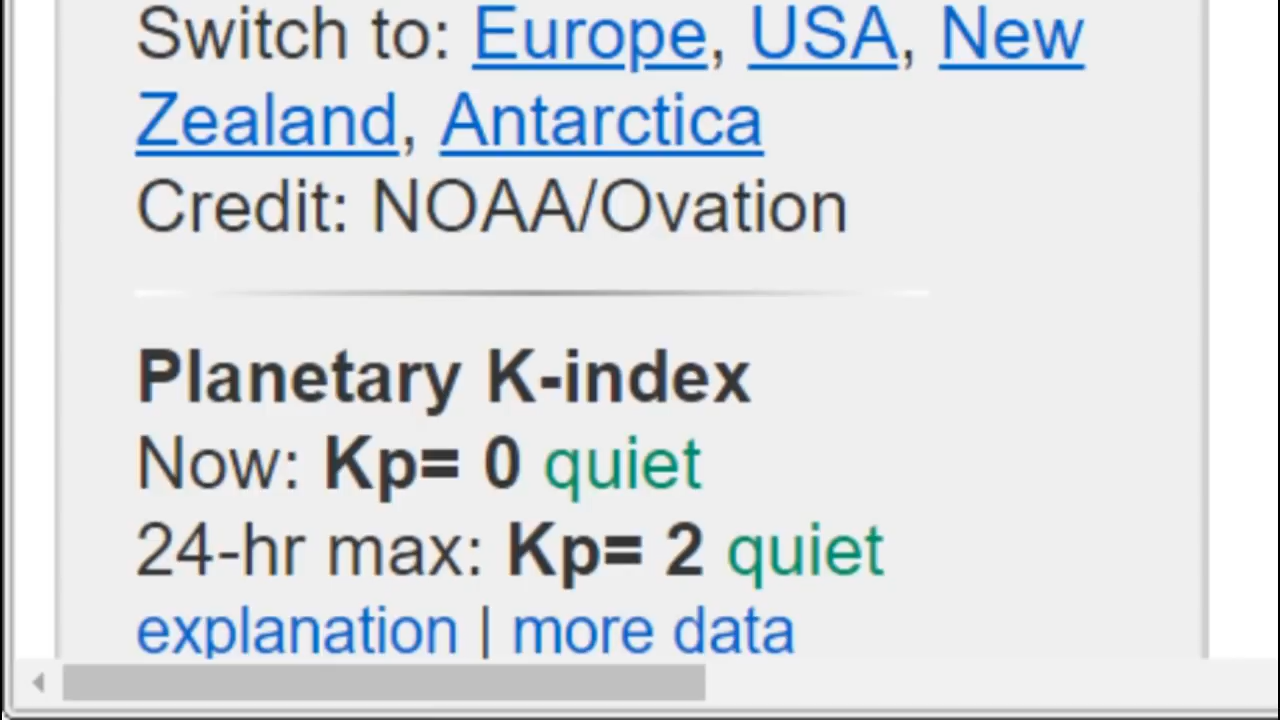 Switch to: Europe, USA, New
Zealand, Antarctica
Credit: NOAA/Ovation
Planetary K-index
Now: Kp= 0 quiet
24-hr max: Kp= 2 quiet
explanation | more data